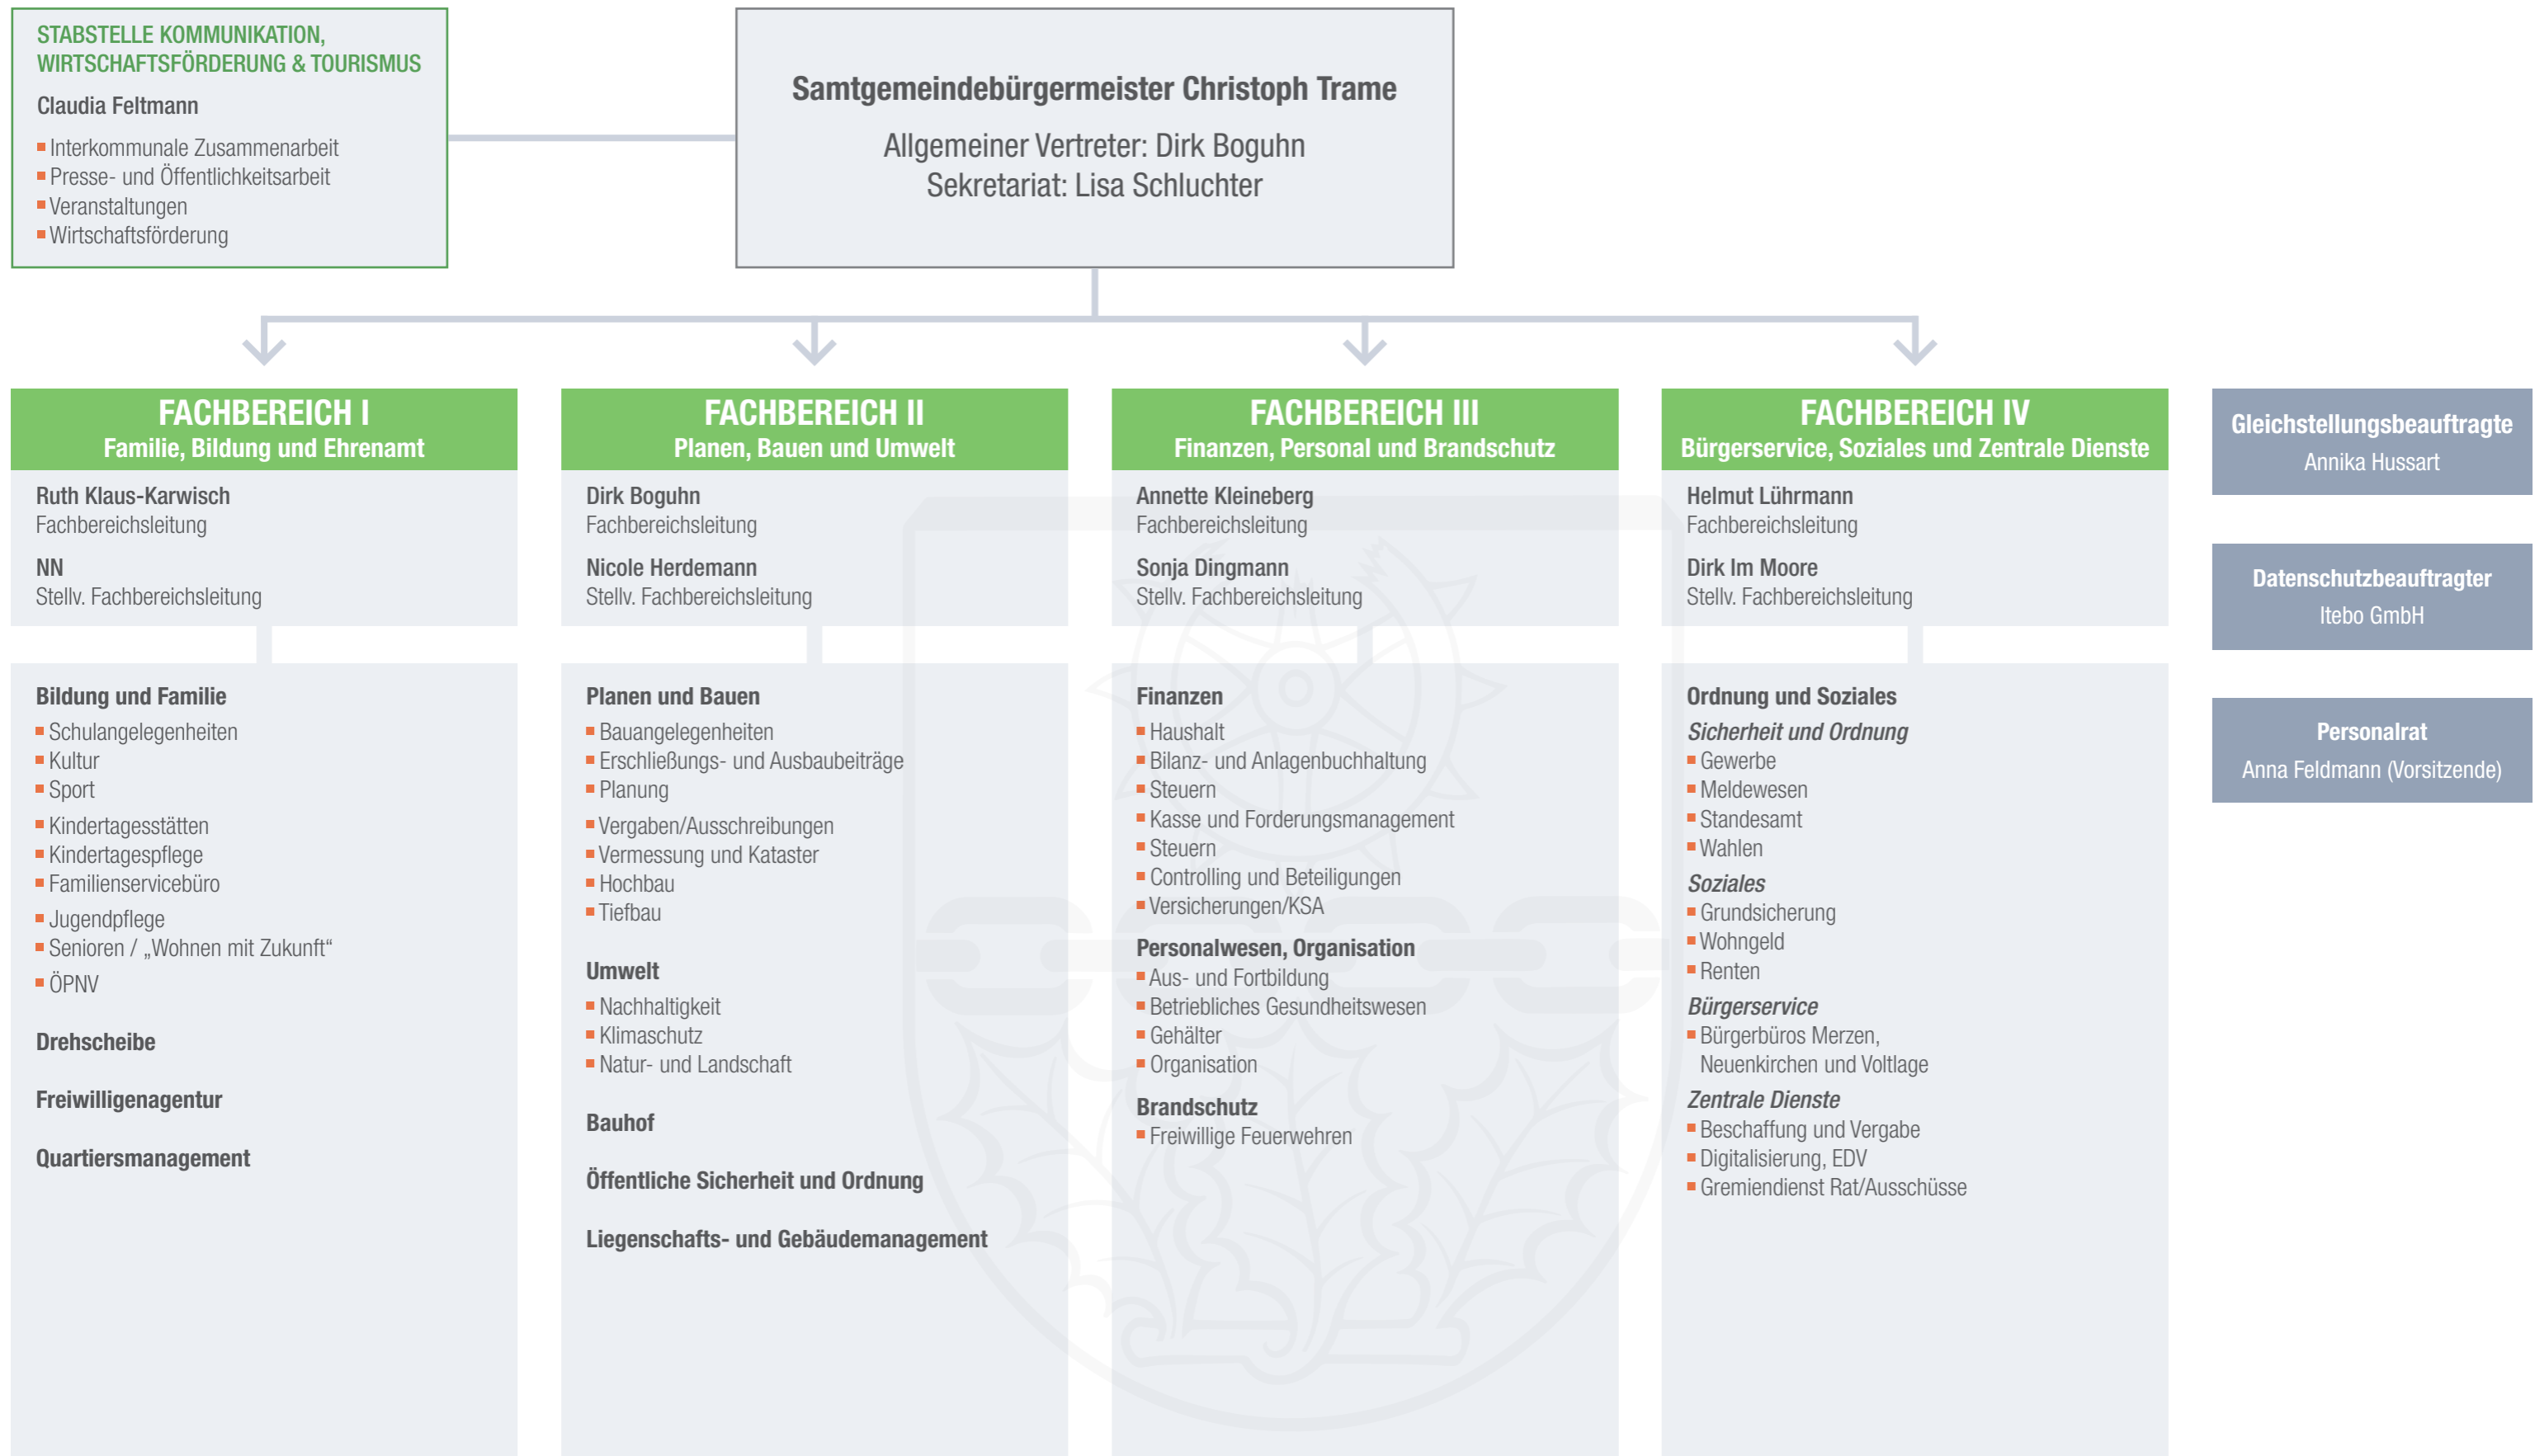 STABSTELLE KOMMUNIKATION,
WIRTSCHAFTSFÖRDERUNG & TOURISMUS
Claudia Feltmann
Interkommunale Zusammenarbeit
Presse- und Öffentlichkeitsarbeit
Veranstaltungen
Wirtschaftsförderung
Samtgemeindebürgermeister Christoph Trame
Allgemeiner Vertreter: Dirk Boguhn
Sekretariat: Lisa Schluchter
FACHBEREICH I
Familie, Bildung und Ehrenamt
Ruth Klaus-Karwisch
Fachbereichsleitung
NN
Stellv. Fachbereichsleitung
Bildung und Familie
Schulangelegenheiten
Kultur
Sport
Kindertagesstätten
Kindertagespflege
Familienservicebüro
Jugendpflege
Senioren / „Wohnen mit Zukunft“
ÖPNV
Drehscheibe
Freiwilligenagentur
Quartiersmanagement
FACHBEREICH II
Planen, Bauen und Umwelt
Dirk Boguhn
Fachbereichsleitung
Nicole Herdemann
Stellv. Fachbereichsleitung
Planen und Bauen
Bauangelegenheiten
Erschließungs- und Ausbaubeiträge
Planung
Vergaben/Ausschreibungen
Vermessung und Kataster
Hochbau
Tiefbau
Umwelt
Nachhaltigkeit
Klimaschutz
Natur- und Landschaft
Bauhof
Öffentliche Sicherheit und Ordnung
Liegenschafts- und Gebäudemanagement
FACHBEREICH III
Finanzen, Personal und Brandschutz
Annette Kleineberg
Fachbereichsleitung
Sonja Dingmann
Stellv. Fachbereichsleitung
Finanzen
Haushalt
Bilanz- und Anlagenbuchhaltung
Steuern
Kasse und Forderungsmanagement
Steuern
Controlling und Beteiligungen
Versicherungen/KSA
Personalwesen, Organisation
Aus- und Fortbildung
Betriebliches Gesundheitswesen
Gehälter
Organisation
Brandschutz
Freiwillige Feuerwehren
FACHBEREICH IV
Bürgerservice, Soziales und Zentrale Dienste
Helmut Lührmann
Fachbereichsleitung
Dirk Im Moore
Stellv. Fachbereichsleitung
Ordnung und Soziales
Sicherheit und Ordnung
Gewerbe
Meldewesen
Standesamt
Wahlen
Soziales
Grundsicherung
Wohngeld
Renten
Bürgerservice
Bürgerbüros Merzen,
Neuenkirchen und Voltlage
Zentrale Dienste
Beschaffung und Vergabe
Digitalisierung, EDV
Gremiendienst Rat/Ausschüsse
Gleichstellungsbeauftragte
Annika Hussart
Datenschutzbeauftragter
Itebo GmbH
Personalrat
Anna Feldmann (Vorsitzende)